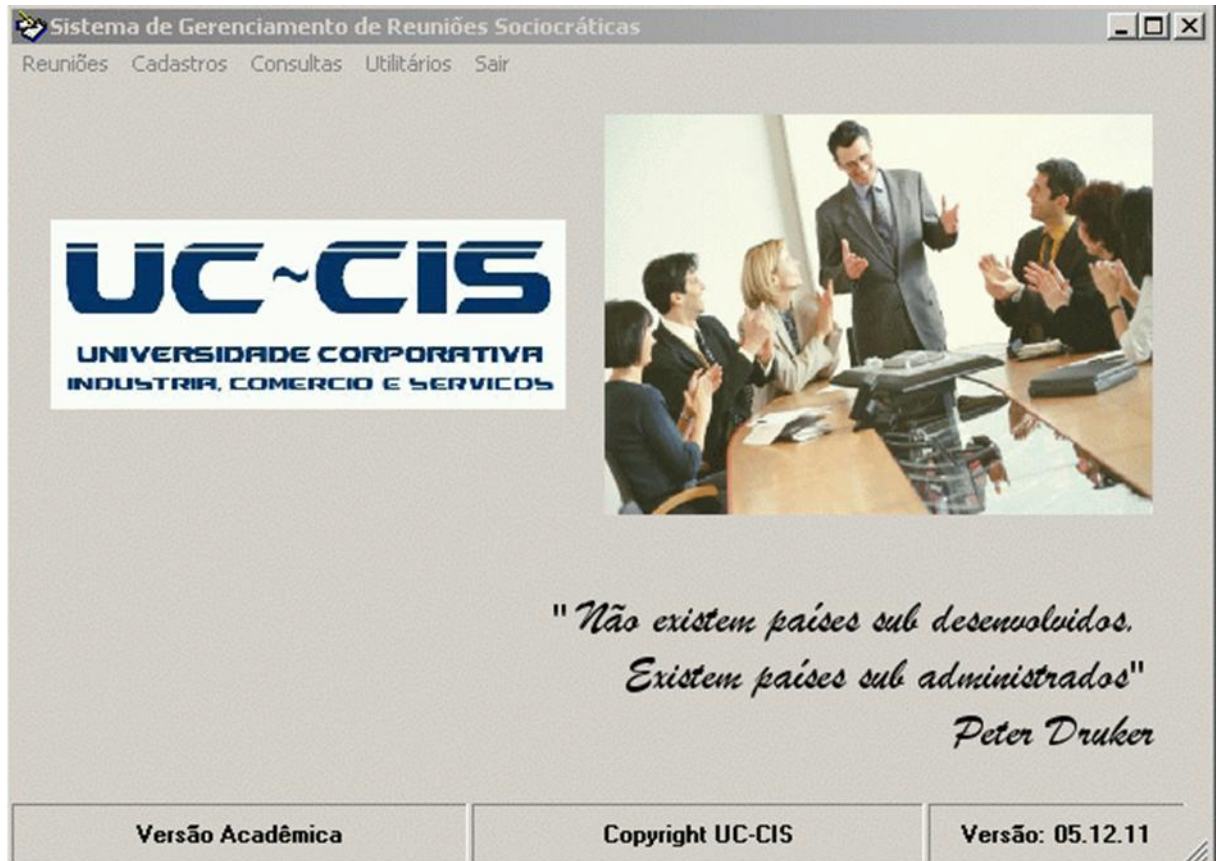 Sistema de Gerenciamento de Reuniões Sociocráticas
Reuniões Cadastros Consultas Utilitários Sair
UC~CIS
UNIVERSIDADE CORPORATIVA
INDUSTRIA, COMERCIO E SERVICOS
"Não existem países sub desenvolvidos.
Existem países sub administrados"
Peter Druker
Versão Acadêmica Copyright UC-CIS Versão: 05.12.11